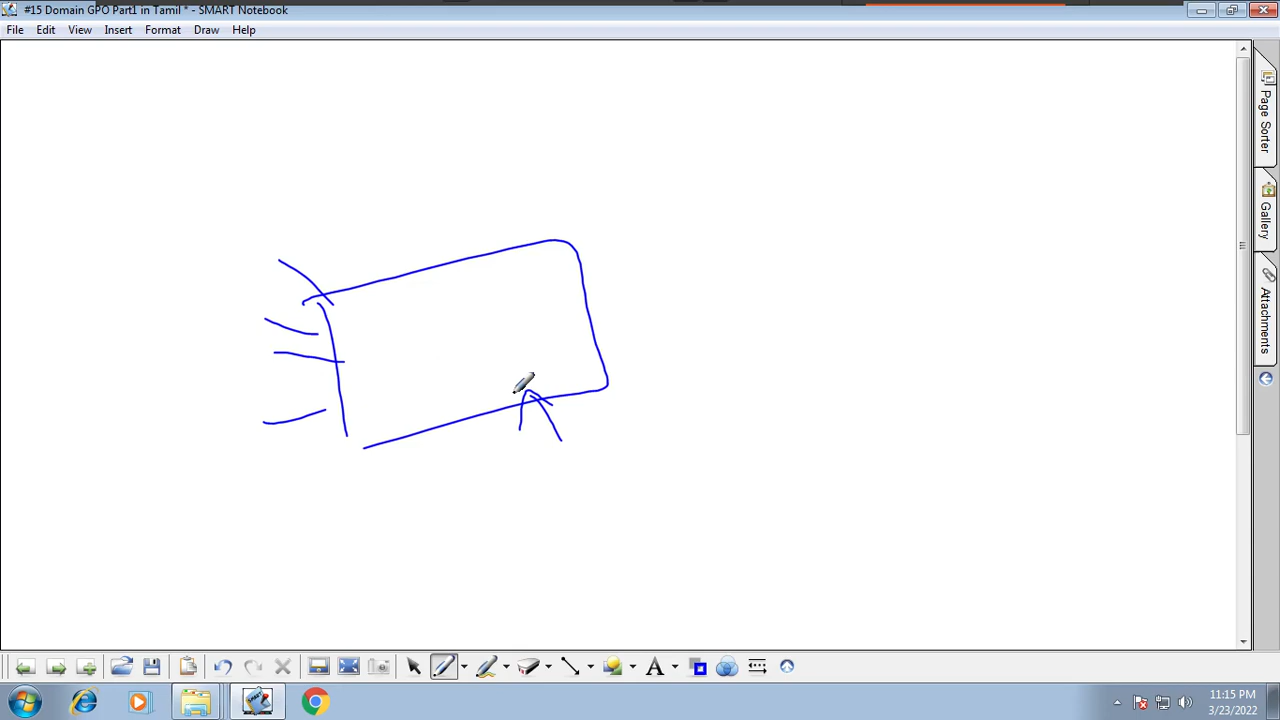 #15 Domain GPO Part1 in Tamil * - SMART Notebook
File Edit View Insert Format Draw Help
Page Sorter
Gallery
Attachments
A
11:15 PM
3/23/2022